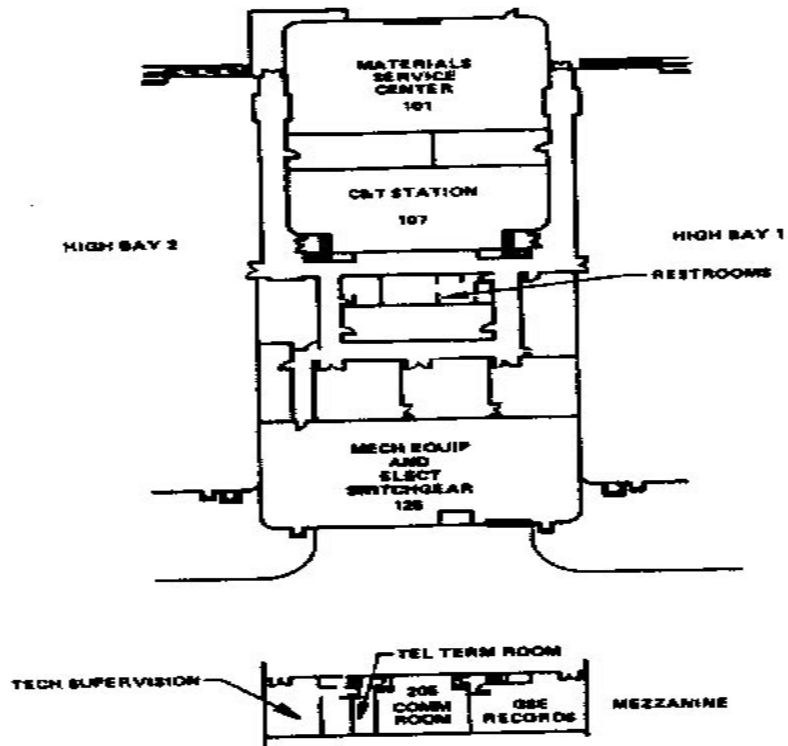 MATERIALS
SERVICE
CENTER
101
C&T STATION
107
HIGH BAY 2
HIGH BAY 1
RESTROOMS
MECH EQUIP
AND
ELECT
SWITCHGEAR
126
TEL TERM ROOM
TECH SUPERVISION
205
COMM
ROOM
GSE
RECORDS
MEZZANINE